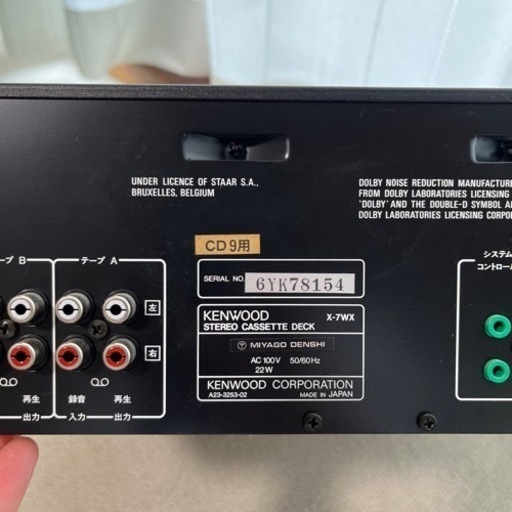 UNDER LICENCE OF STAAR S.A.,
BRUXELLES, BELGIUM
DOLBY NOISE REDUCTION MANUFACTURE
FROM DOLBY LABORATORIES LICENSING
'DOLBY' AND THE DOUBLE-D SYMBOL A
DOLBY LABORATORIES LICENSING CORPOR
CD9用
SERIAL NO. 6YK78154
KENWOOD X-7WX
STEREO CASSETTE DECK
MIYAGO DENSHI
AC 100V 50/60Hz
22W
KENWOOD CORPORATION
A23-3253-02 MADE IN JAPAN
ープ B
テープ A
左
右
再生
出力
録音 再生
入力 出力
システム
コントロール